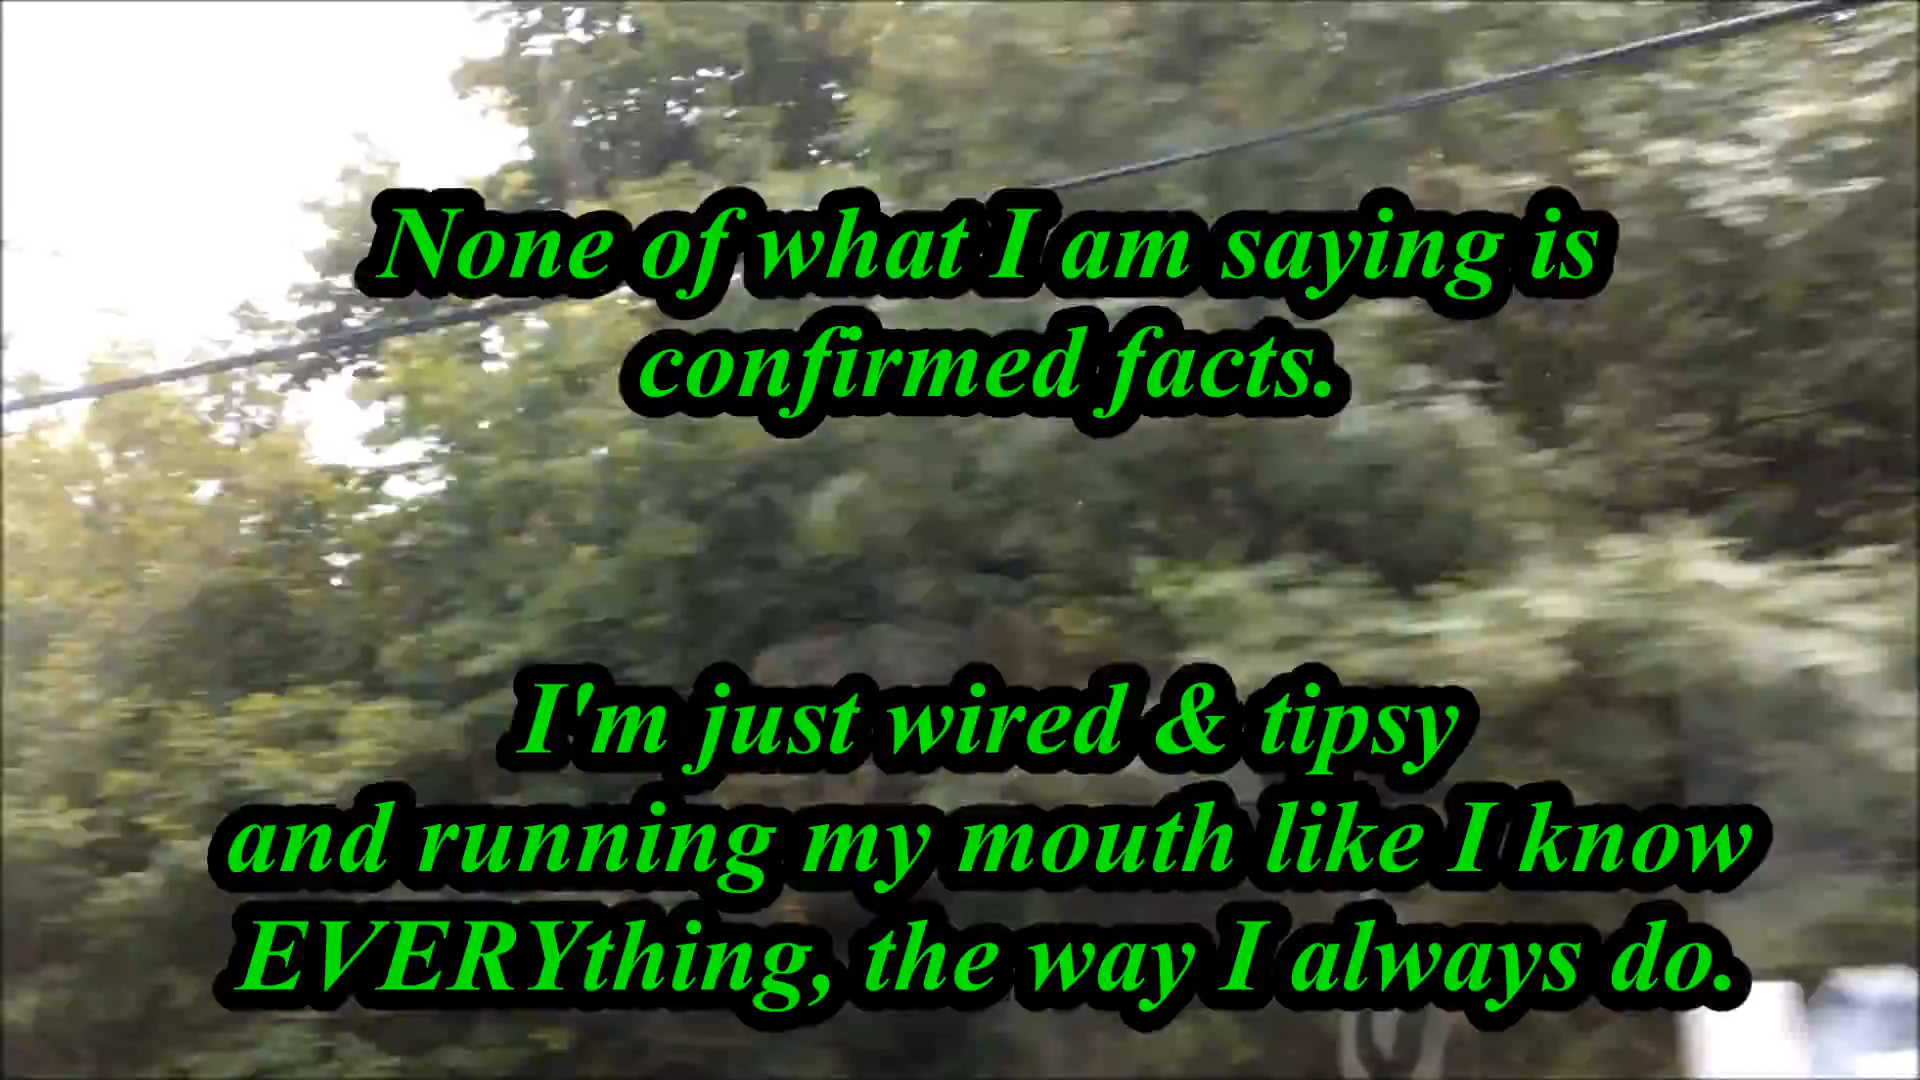 None of what I am saying is
confirmed facts.
I'm just wired & tipsy
and running my mouth like I know
EVERYthing, the way I always do.